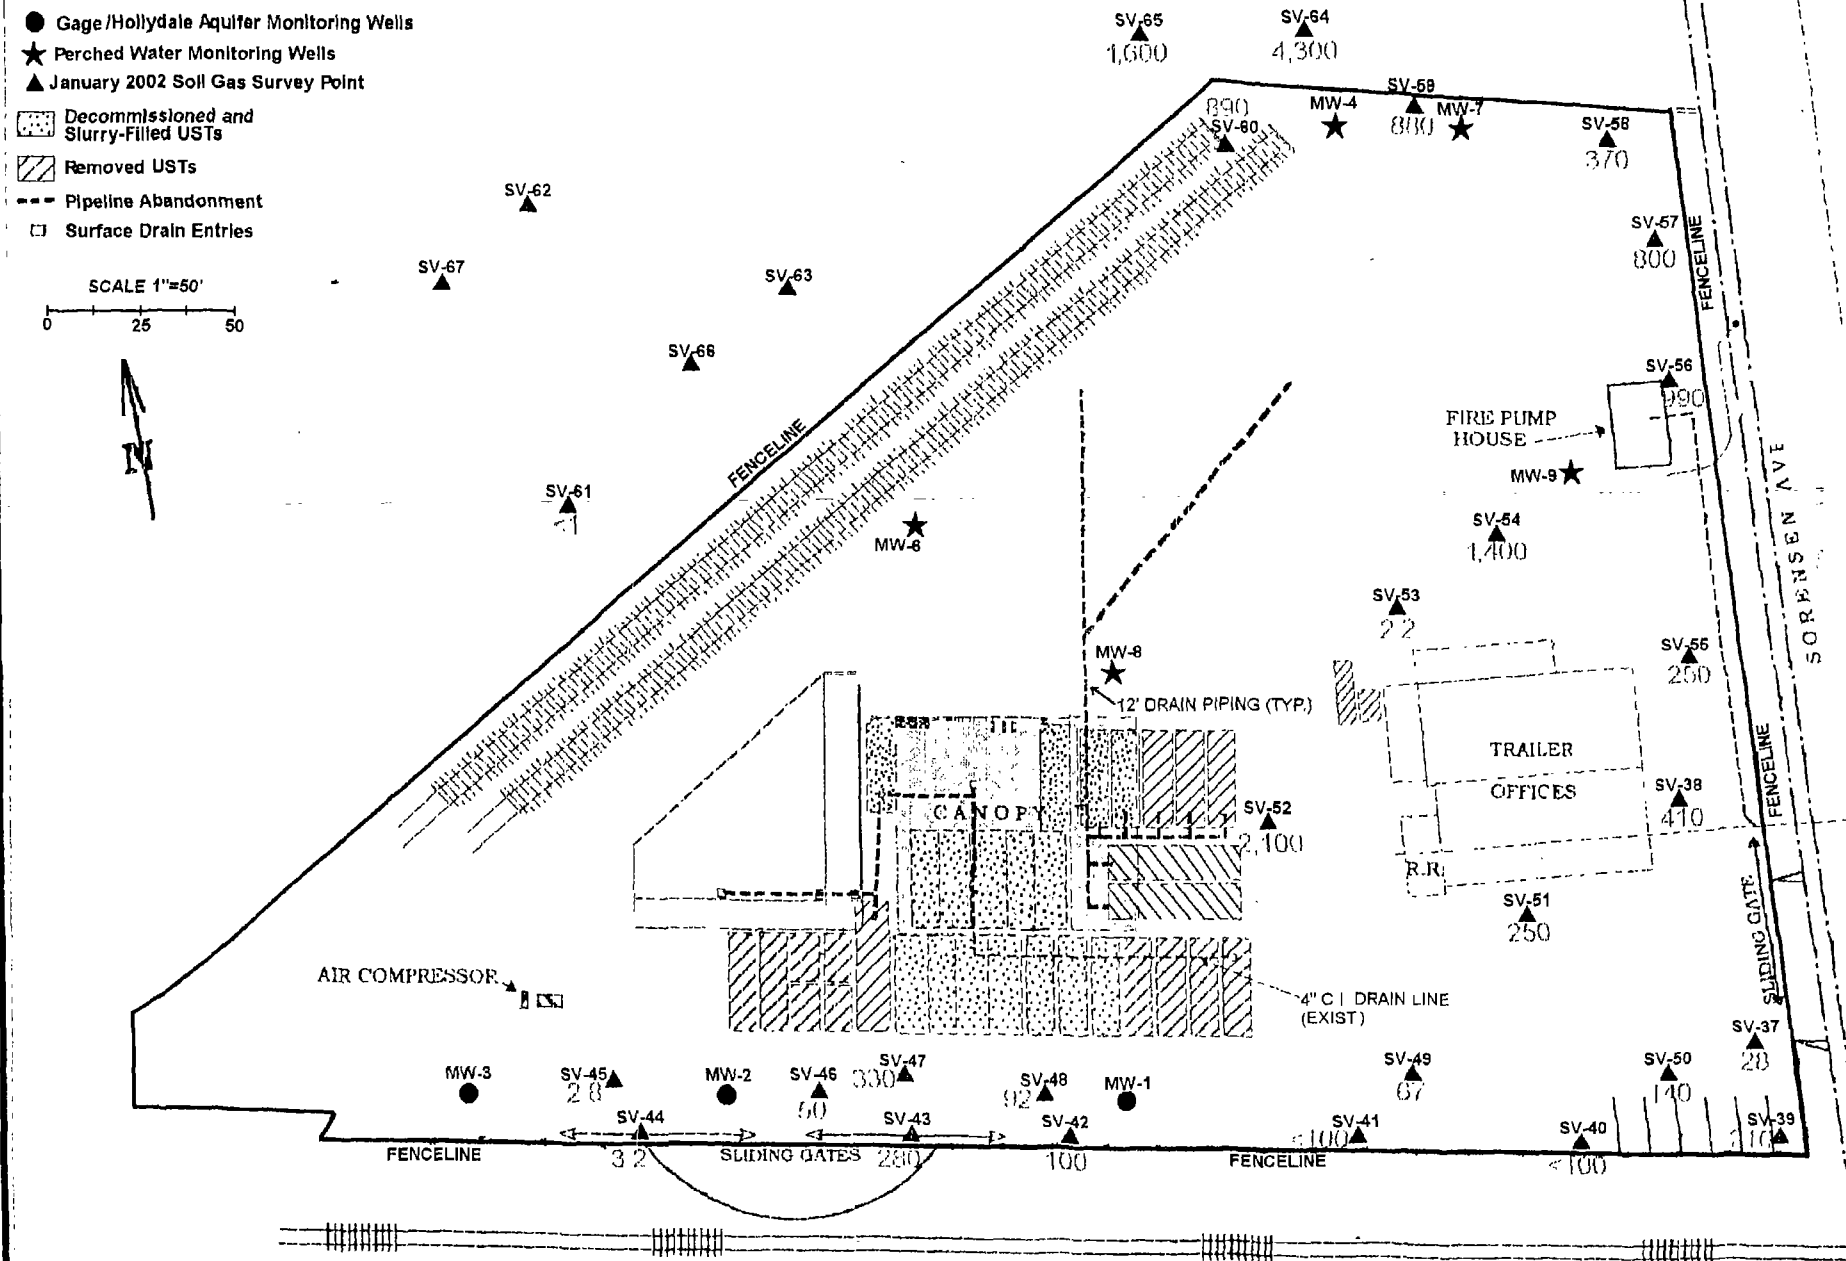 Gage/Hollydale Aquifer Monitoring Wells
Perched Water Monitoring Wells
January 2002 Soil Gas Survey Point
Decommissioned and
Slurry-Filled USTs
Removed USTs
Pipeline Abandonment
Surface Drain Entries
SCALE 1"=50'
0 25 50
N
SV-65
1,600
SV-64
4,300
890
SV-60
MW-4
SV-59
880
MW-7
SV-58
370
SV-62
SV-67
SV-63
SV-66
SV-57
800
FENCELINE
SV-56
990
FIRE PUMP
HOUSE
MW-9
FENCELINE
SV-61
<1
MW-6
SV-54
1,400
SORENSEN AVE
SV-53
2.2
MW-8
SV-55
250
12' DRAIN PIPING (TYP.)
FENCELINE
TRAILER
OFFICES
SV-38
410
CANOPY
SV-52
2,100
R.R.
SV-51
250
SLIDING GATE
AIR COMPRESSOR
4" C I DRAIN LINE
(EXIST)
SV-37
28
MW-3
SV-45
2.8
MW-2
SV-46
50
SV-47
330
SV-48
92
MW-1
SV-49
67
SV-50
140
SV-44
3.2
SV-43
280
SV-42
100
SV-41
<100
SV-40
<100
SV-39
FENCELINE
SLIDING GATES
FENCELINE